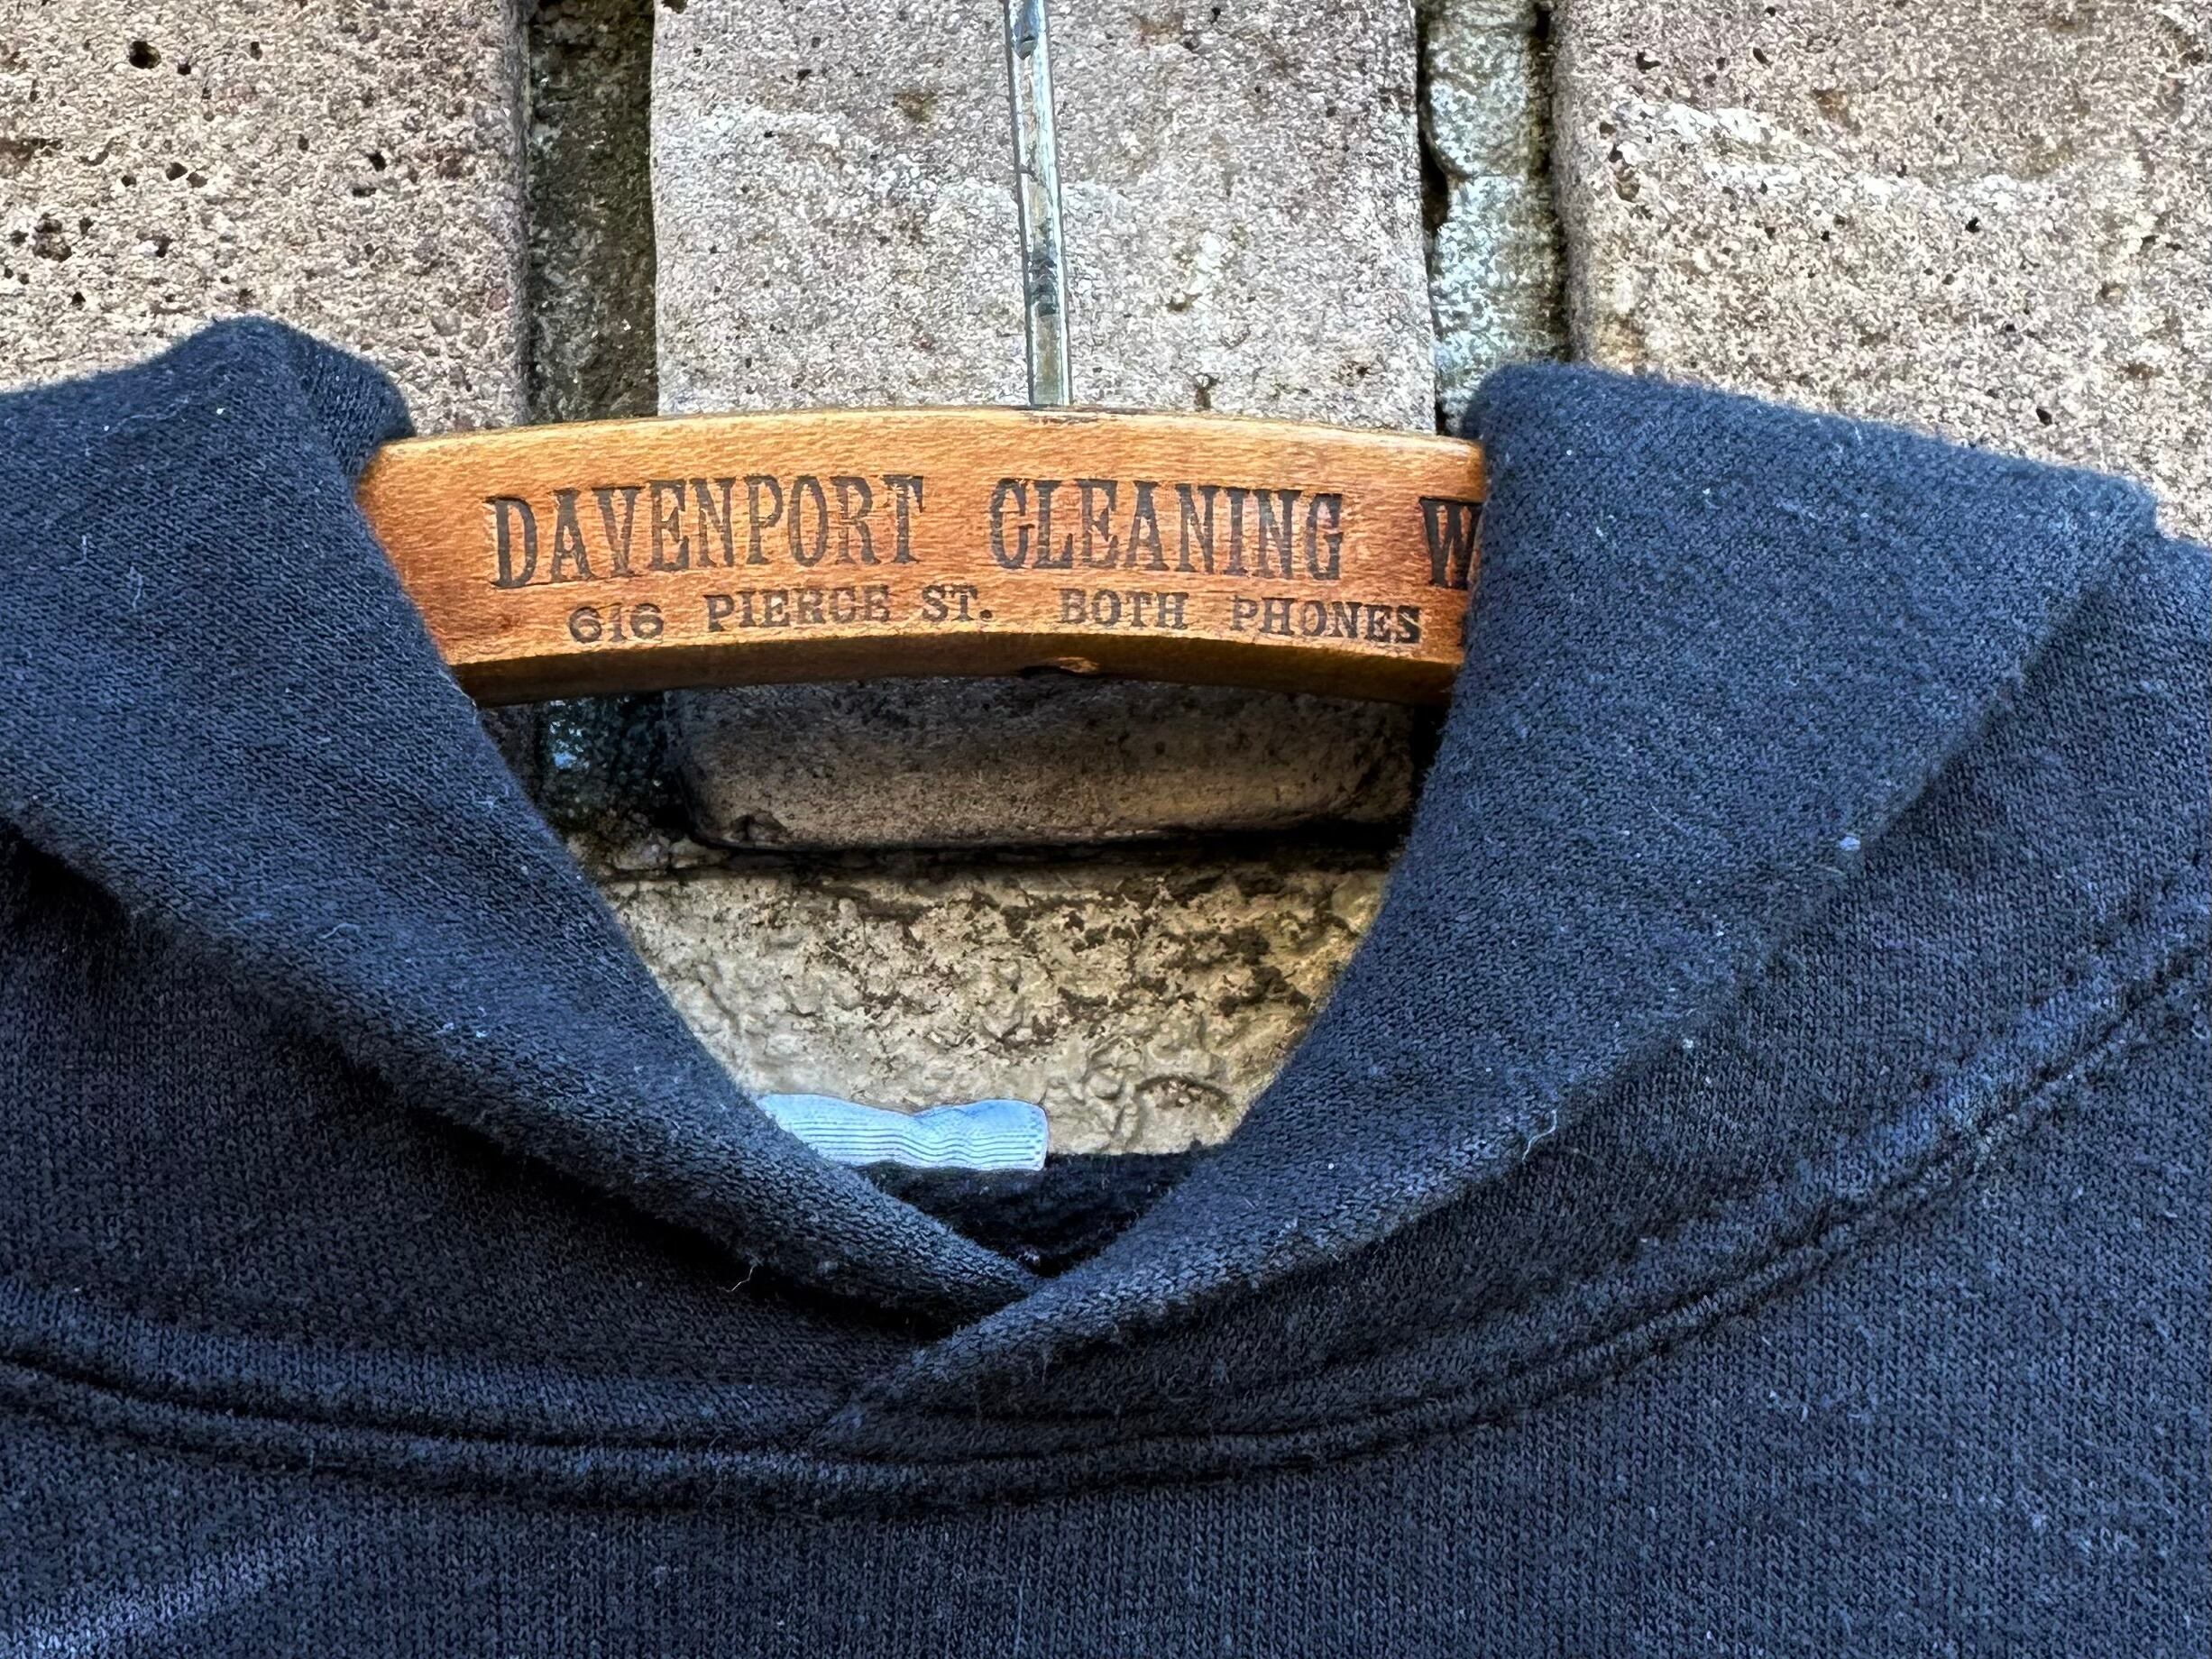 DAVENPORT CLEANING W
616 PIERCE ST. BOTH PHONES